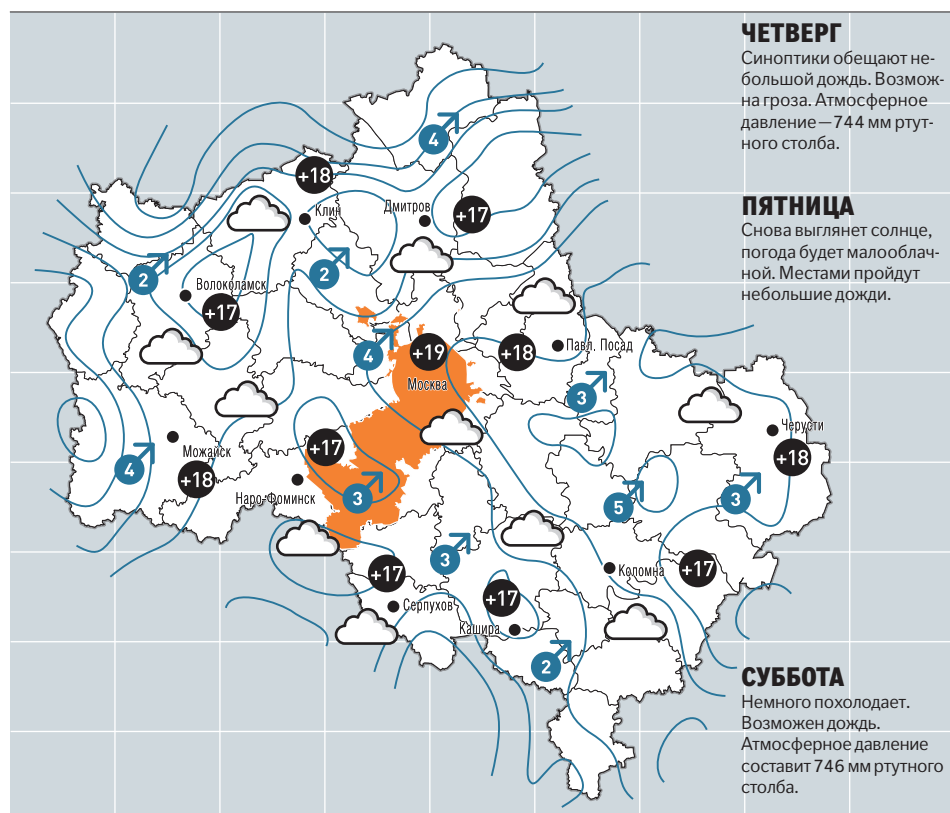 ЧЕТВЕРГ
Синоптики обещают не-
большой дождь. Возмож-
на гроза. Атмосферное
давление — 744 мм ртут-
ного столба.
ПЯТНИЦА
Снова выглянет солнце,
погода будет малооблач-
ной. Местами пройдут
небольшие дожди.
СУББОТА
Немного похолодает.
Возможен дождь.
Атмосферное давление
составит 746 мм ртутного
столба.
4
+18
Клин
Дмитров
+17
2
2
Волоколамск
+17
4
+19
Москва
+18
Павл. Посад
3
Черусти
+18
+17
Можайск
4
+18
Наро-Фоминск
3
5
3
3
+17
Серпухов
+17
Кашира
Коломна
+17
2